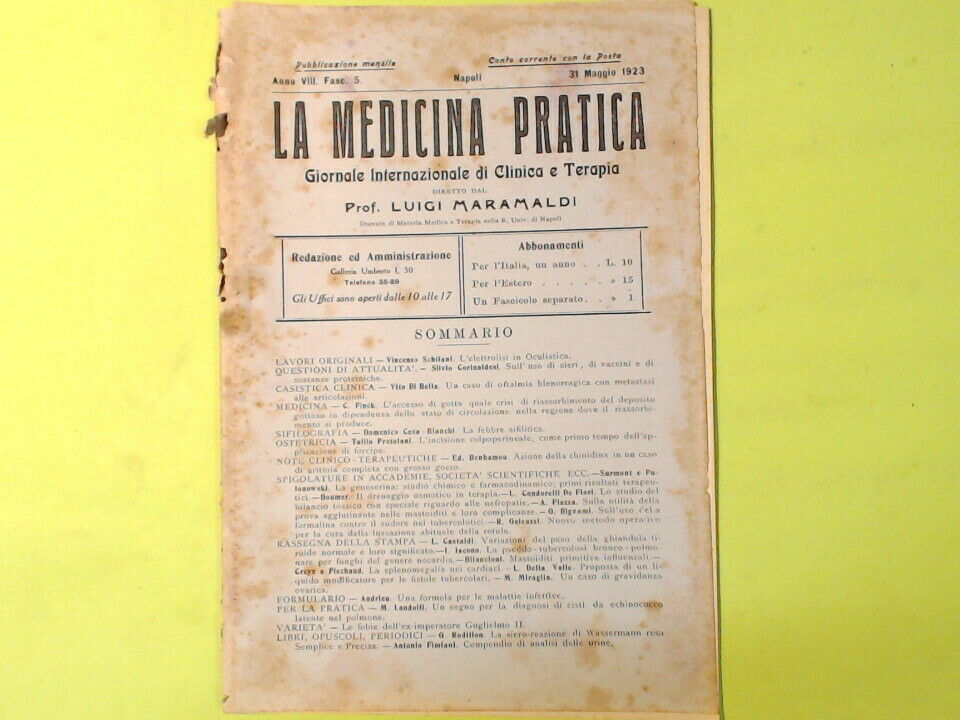 Pubblicazione mensile
Conto corrente con la Posta
Anno VIII. Fasc. 5.
Napoli
31 Maggio 1923
LA MEDICINA PRATICA
Giornale Internazionale di Clinica e Terapia
DIRETTO DAL
Prof. LUIGI MARAMALDI
Docente di Materia Medica e Terapia nella R. Univ. di Napoli
Redazione ed Amministrazione
Galleria Umberto I, 50
Telefono 35-89
Gli Uffici sono aperti dalle 10 alle 17
Abbonamenti
Per l'Italia, un anno . . L. 10
Per l'Estero . . . . . » 15
Un Fascicolo separato. . » 1
SOMMARIO
LAVORI ORIGINALI — Vincenzo Schifani. L'elettrolisi in Oculistica.
QUESTIONI DI ATTUALITA'. — Silvio Corinaldesi. Sull'uso di sieri, di vaccini e di
sostanze proteiniche.
CASISTICA CLINICA — Vito Di Bella. Un caso di oftalmia blenorragica con metastasi
alle articolazioni.
MEDICINA — C. Finck. L'accesso di gotta quale crisi di riassorbimento del deposito
gottoso in dipendenza dello stato di circolazione nella regione dove il riassorbi-
mento si produce.
SIFILOGRAFIA — Domenico Cesa-Bianchi. La febbre sifilitica.
OSTETRICIA — Tullio Pretolani. L'incisione colpoperineale, come primo tempo dell'ap-
plicazione di forcipe.
NOTE CLINICO-TERAPEUTICHE — Ed. Benhamou. Azione della chinidina in un caso
di aritmia completa con grosso gozzo.
SPIGOLATURE IN ACCADEMIE, SOCIETA' SCIENTIFICHE, ECC.—Surmont e Po-
lonowski. La geneserina: studio chimico e farmacodinamico; primi risultati terapeu-
tici —Doumer. Il drenaggio osmotico in terapia.—L. Condorelli De Fiori. Lo studio del
bilancio tossico con speciale riguardo alle nefropatie. — A. Piazza. Sulla utilità della
prova agglutinante nelle mastoiditi e loro complicanze. — O. Dignami. Sull'uso della
formalina contro il sudore nei tubercolotici.—R. Galeazzi. Nuovo metodo operativo
per la cura della lussazione abituale della rotula.
RASSEGNA DELLA STAMPA — L. Castaldi. Variazioni del peso della ghiandola ti-
roide normale e loro significato.—I. Iacono. La pseudo-tubercolosi bronco-polmo-
nare per funghi del genere nocardia.—Bilancioni. Mastoiditi primitive influenzali.—
Greyx e Piechaud. La splenomegalia nei cardiaci. — L. Della Valle. Proposta di un li-
quido modificatore per le fistole tubercolari. — M. Miraglia. Un caso di gravidanza
ovarica.
FORMULARIO — Andrieu. Una formola per le malattie infettive.
PER LA PRATICA — M. Landolfi. Un segno per la diagnosi di cisti da echinococco
latente nel polmone.
VARIETA' — Le fobie dell'ex-imperatore Guglielmo II
LIBRI, OPUSCOLI, PERIODICI — O. Rodillon. La sirro-reazione di Wassermann resa
Semplice e Precisa. — Antonio Fimiani. Compendio di analisi delle urine,